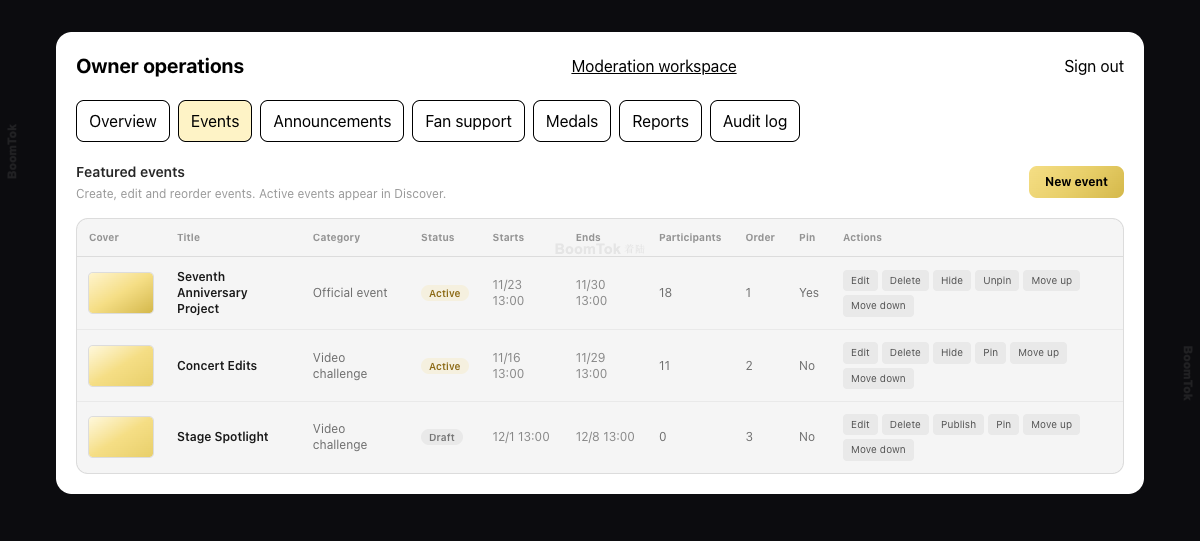 Owner operations
Moderation workspace
Sign out
Overview
Events
Announcements
Fan support
Medals
Reports
Audit log
Featured events
Create, edit and reorder events. Active events appear in Discover.
New event
Cover
Title
Category
Status
Starts
Ends
Participants
Order
Pin
Actions
BoomTok
Seventh
Anniversary
Project
Official event
Active
11/23
13:00
11/30
13:00
18
1
Yes
Edit
Delete
Hide
Unpin
Move up
Move down
Concert Edits
Video
challenge
Active
11/16
13:00
11/29
13:00
11
2
No
Edit
Delete
Hide
Pin
Move up
Move down
Stage Spotlight
Video
challenge
Draft
12/1 13:00
12/8 13:00
0
3
No
Edit
Delete
Publish
Pin
Move up
Move down
BoomTok
BoomTok